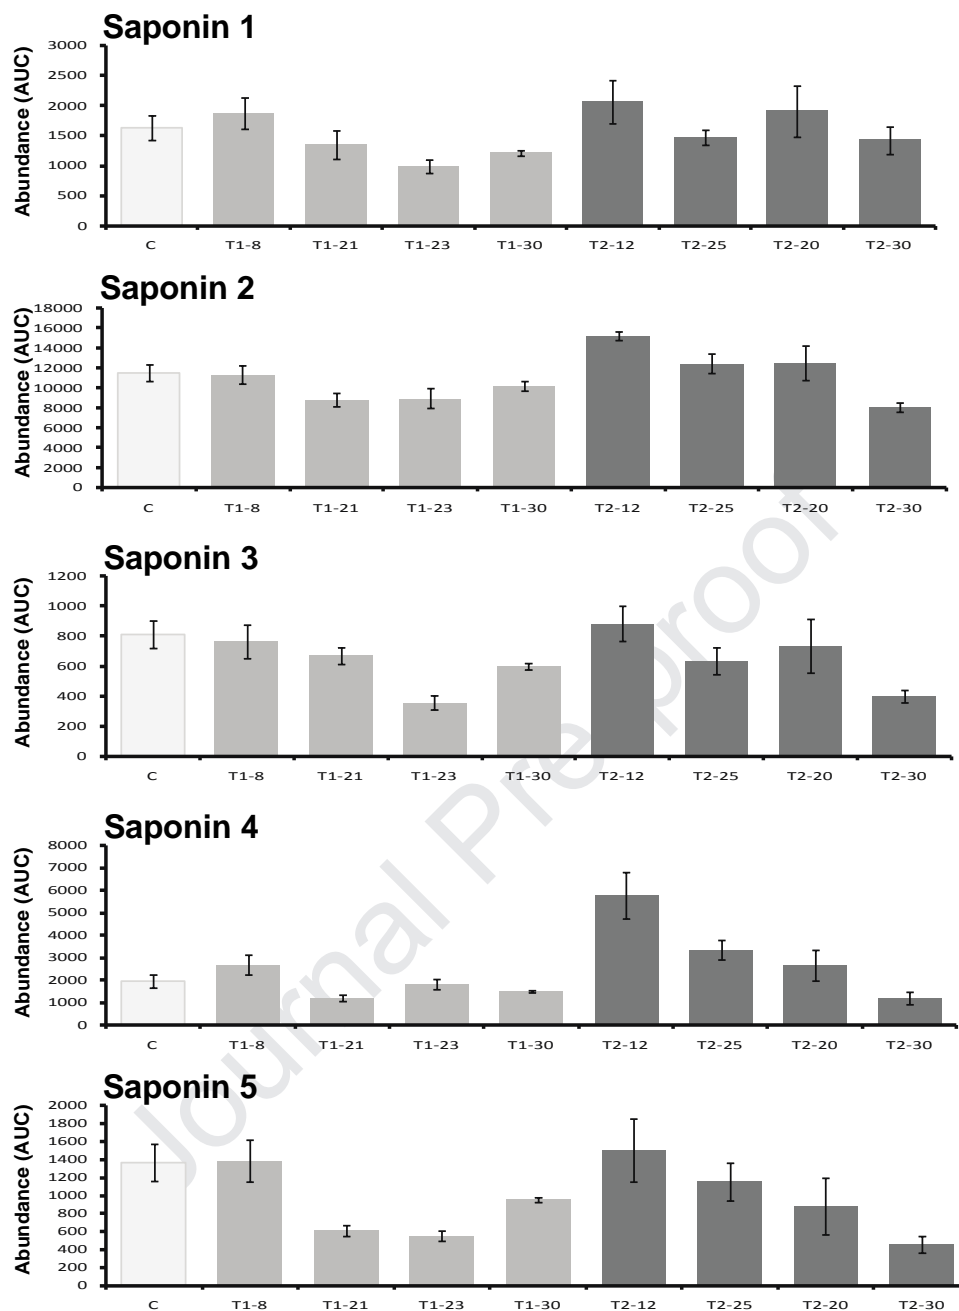 Saponin 1
Abundance (AUC)
3000
2500
2000
1500
1000
500
0
C T1-8 T1-21 T1-23 T1-30 T2-12 T2-25 T2-20 T2-30
Saponin 2
Abundance (AUC)
18000
16000
14000
12000
10000
8000
6000
4000
2000
0
C T1-8 T1-21 T1-23 T1-30 T2-12 T2-25 T2-20 T2-30
Saponin 3
Abundance (AUC)
1200
1000
800
600
400
200
0
C T1-8 T1-21 T1-23 T1-30 T2-12 T2-25 T2-20 T2-30
Saponin 4
Abundance (AUC)
8000
7000
6000
5000
4000
3000
2000
1000
0
C T1-8 T1-21 T1-23 T1-30 T2-12 T2-25 T2-20 T2-30
Saponin 5
Abundance (AUC)
2000
1800
1600
1400
1200
1000
800
600
400
200
0
C T1-8 T1-21 T1-23 T1-30 T2-12 T2-25 T2-20 T2-30
Journal Pre-proof